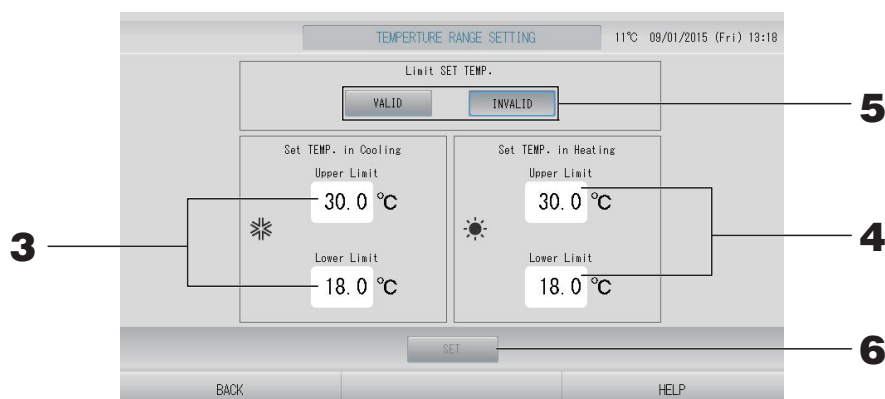 TEMPERTURE RANGE SETTING 11℃ 09/01/2015 (Fri) 13:18
Limit SET TEMP.
VALID INVALID
5
Set TEMP. in Cooling Set TEMP. in Heating
Upper Limit Upper Limit
30.0 °C 30.0 °C
3 4
Lower Limit Lower Limit
18.0 °C 18.0 °C
SET
6
BACK HELP